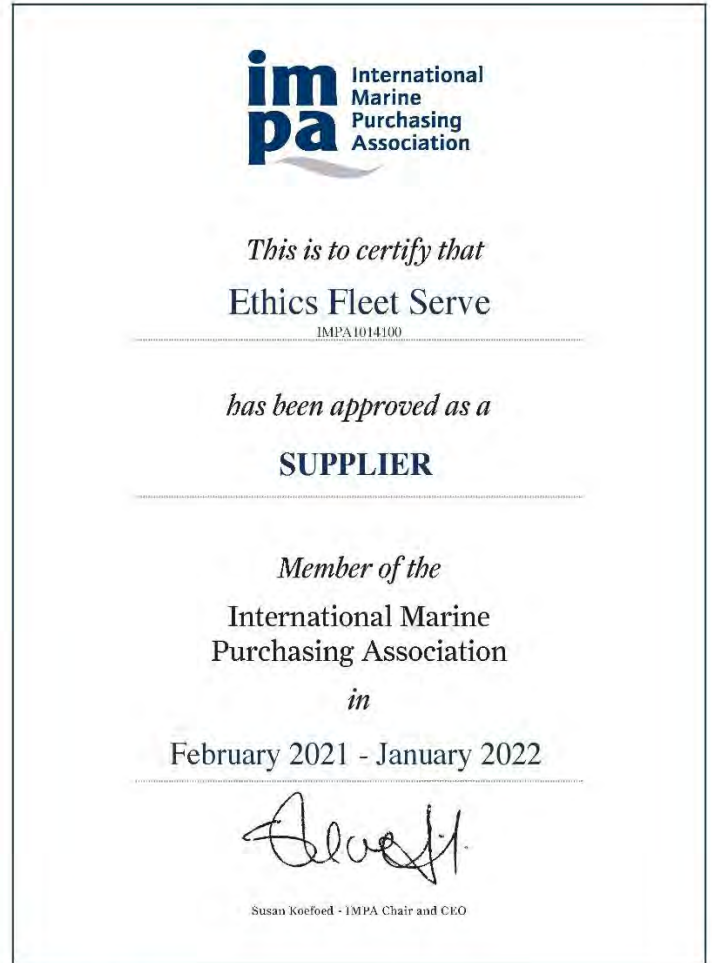 impa
International
Marine
Purchasing
Association
This is to certify that
Ethics Fleet Serve
IMPA1014100
has been approved as a
SUPPLIER
Member of the
International Marine
Purchasing Association
in
February 2021 - January 2022
Susan Koefoed - IMPA Chair and CEO